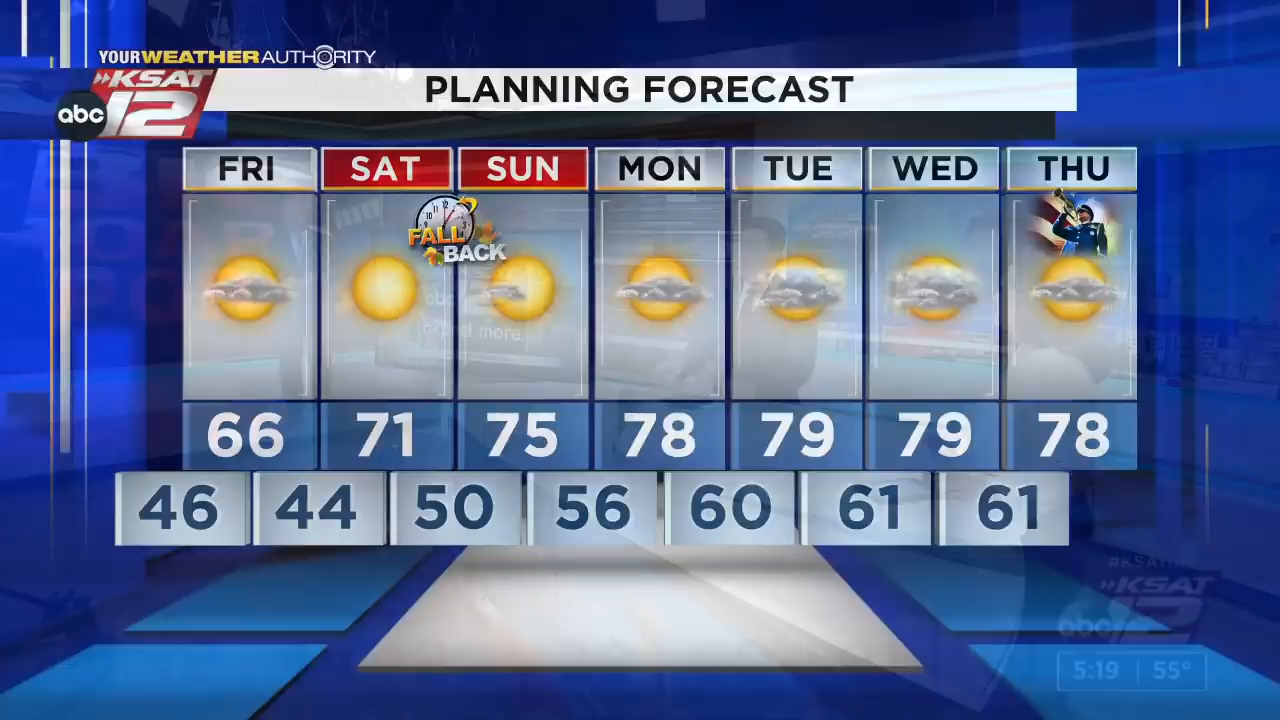 YOURWEATHERAUTHORITY
KSAT
abc 12
PLANNING FORECAST
FRI SAT SUN MON TUE WED THU
FALL
BACK
66 71 75 78 79 79 78
46 44 50 56 60 61 61
KSAT
abc 12
5:19 55°